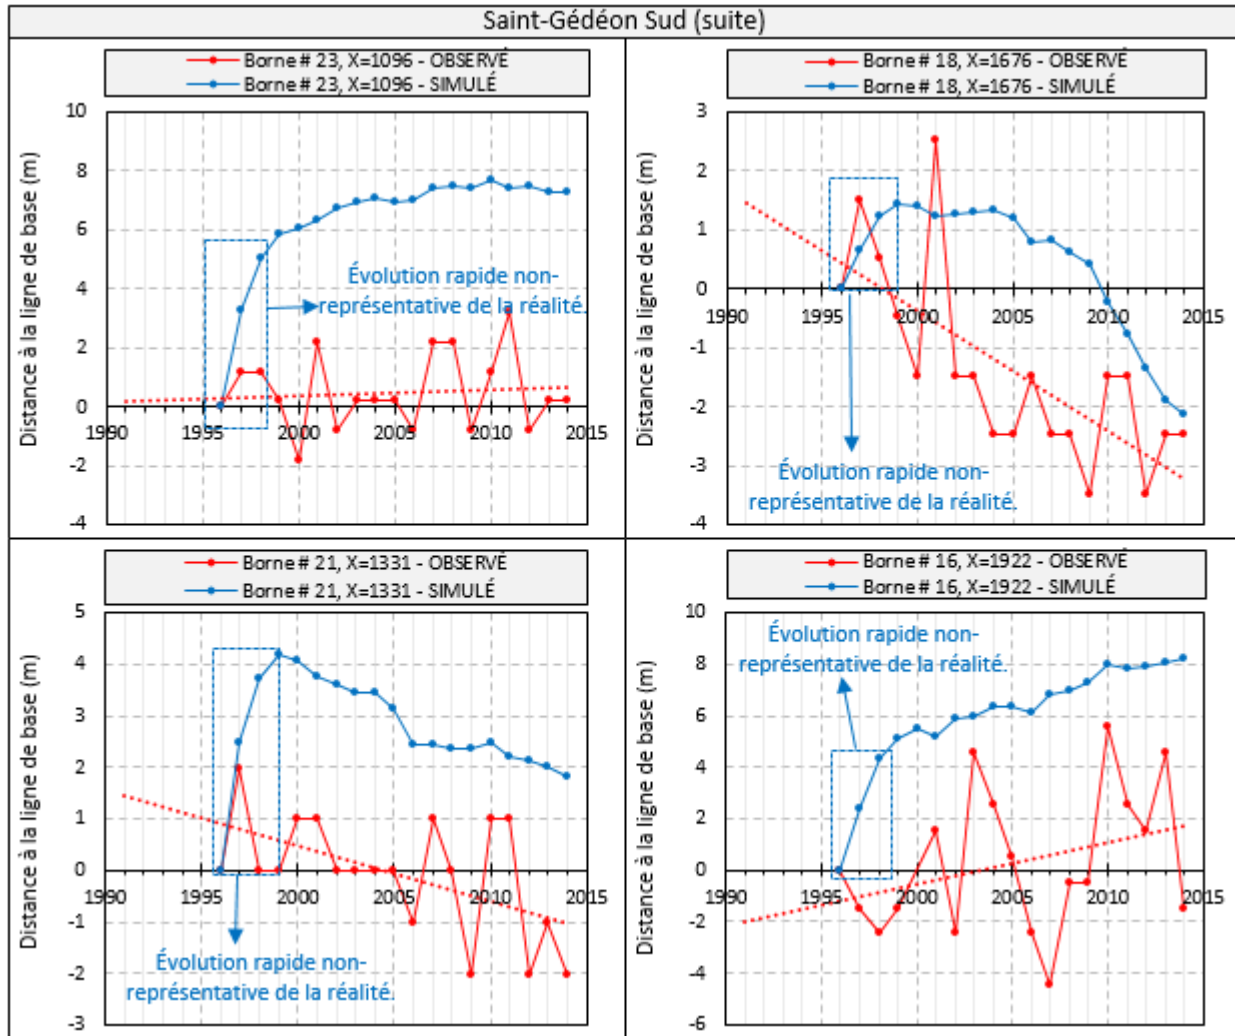 Saint-Gédéon Sud (suite)
Borne # 23, X=1096 - OBSERVÉ
Borne # 23, X=1096 - SIMULÉ
Distance à la ligne de base (m)
10
8
6
4
2
0
-2
-4
1990
1995
2000
2005
2010
2015
Évolution rapide non-
représentative de la réalité.
Borne # 18, X=1676 - OBSERVÉ
Borne # 18, X=1676 - SIMULÉ
Distance à la ligne de base (m)
3
2
1
0
-1
-2
-3
-4
1990
1995
2000
2005
2010
2015
Évolution rapide non-
représentative de la réalité.
Borne # 21, X=1331 - OBSERVÉ
Borne # 21, X=1331 - SIMULÉ
Distance à la ligne de base (m)
5
4
3
2
1
0
-1
-2
-3
1990
1995
2000
2005
2010
2015
Évolution rapide non-
représentative de la réalité.
Borne # 16, X=1922 - OBSERVÉ
Borne # 16, X=1922 - SIMULÉ
Distance à la ligne de base (m)
10
8
6
4
2
0
-2
-4
-6
1990
1995
2000
2005
2010
2015
Évolution rapide non-
représentative de la réalité.